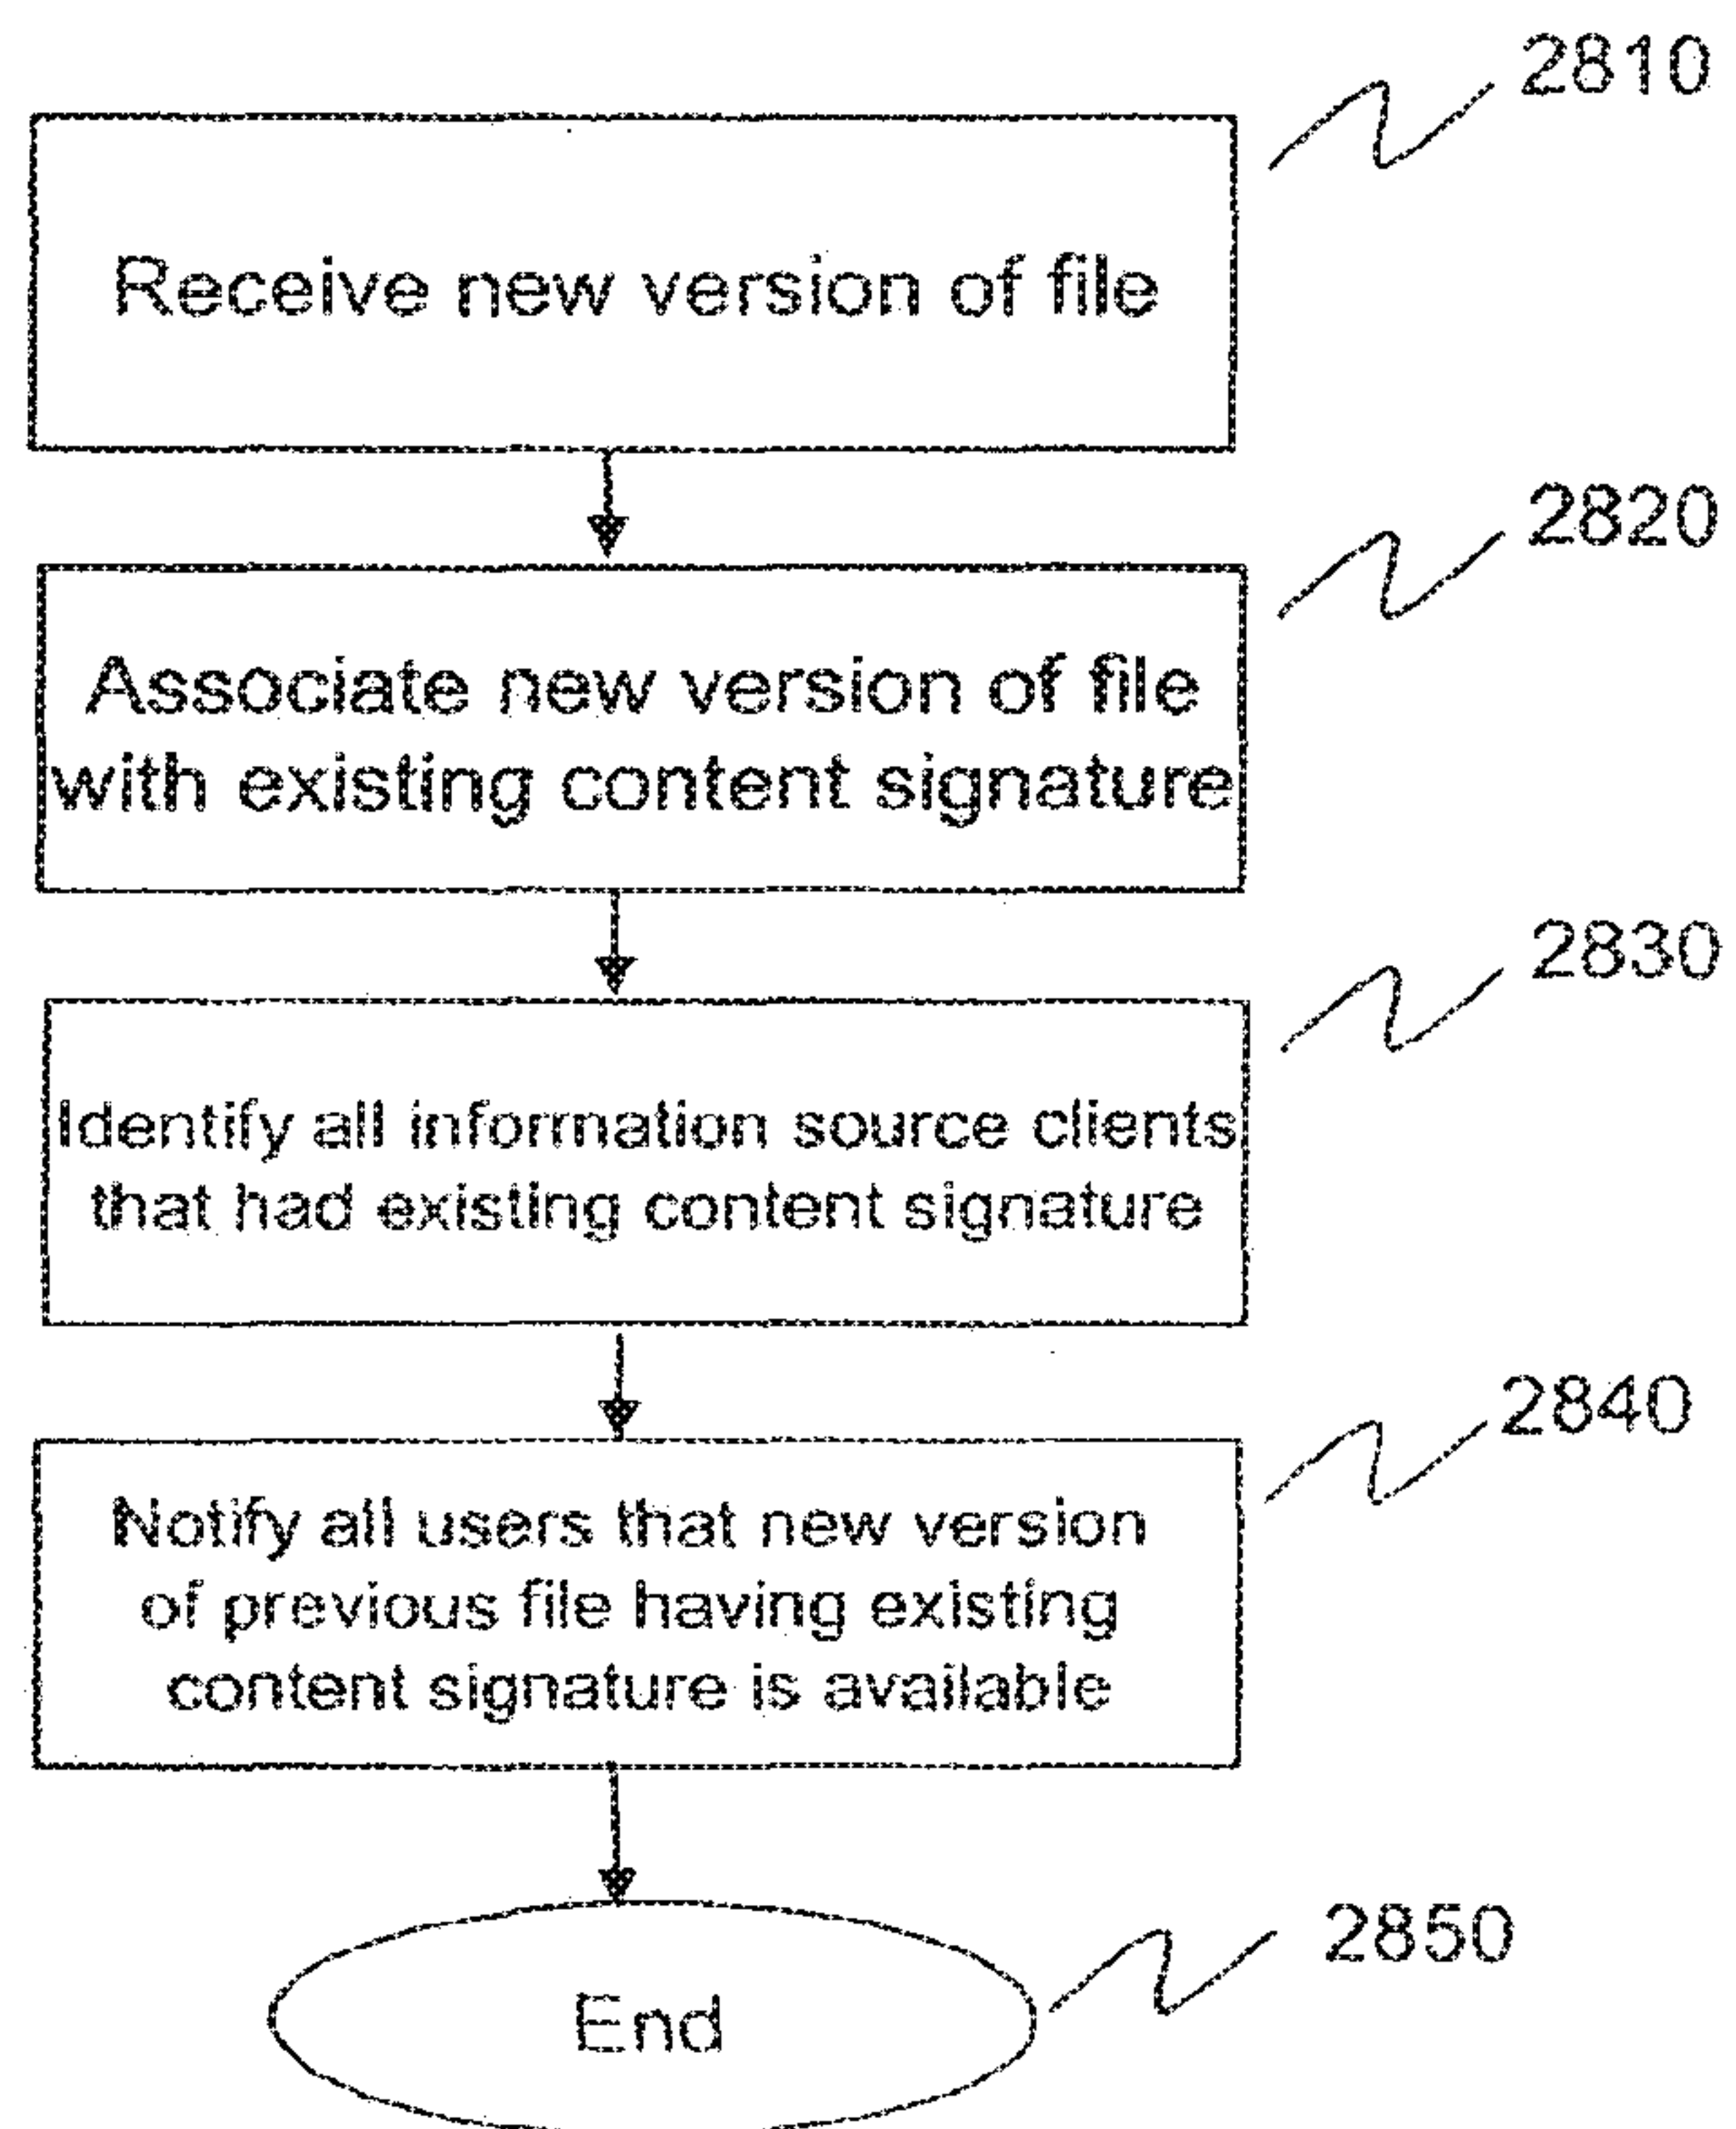 2810
Receive new version of file
2820
Associate new version of file
with existing content signature
2830
Identify all information source clients
that had existing content signature
2840
Notify all users that new version
of previous file having existing
content signature is available
2850
End